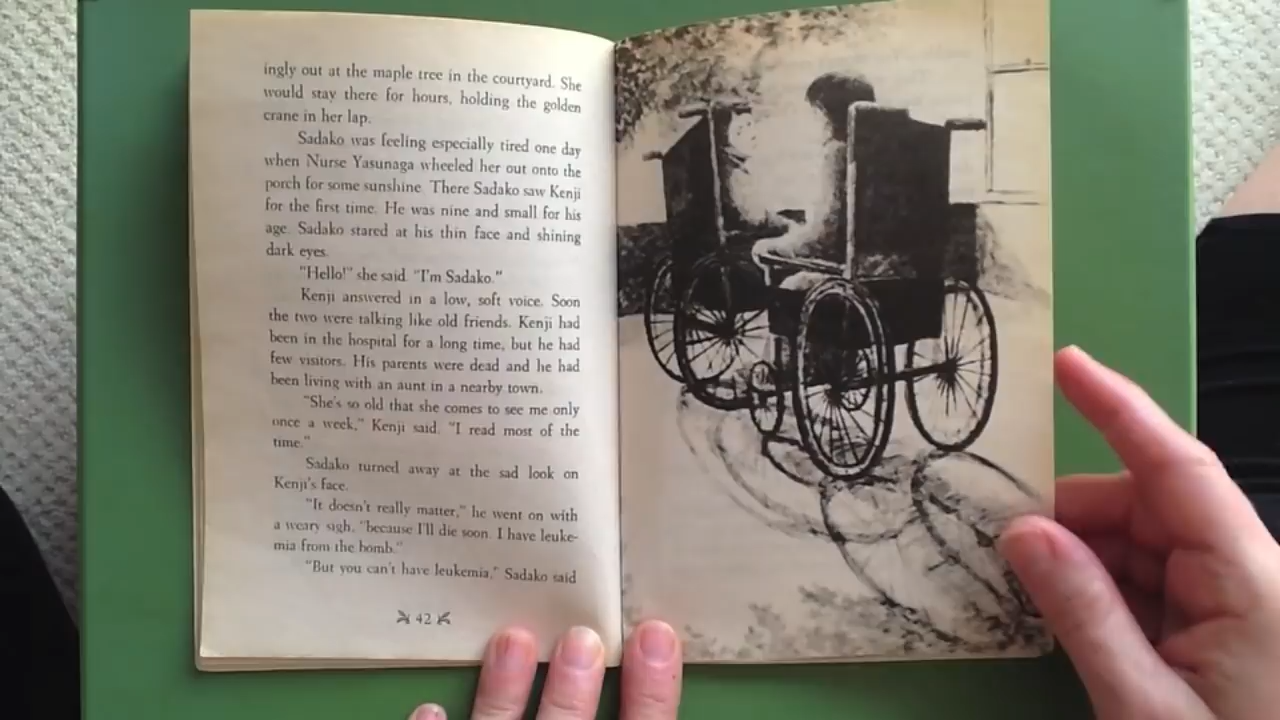 ingly out at the maple tree in the courtyard. She
would stay there for hours, holding the golden
crane in her lap.
Sadako was feeling especially tired one day
when Nurse Yasunaga wheeled her out onto the
porch for some sunshine. There Sadako saw Kenji
for the first time. He was nine and small for his
age. Sadako stared at his thin face and shining
dark eyes.
"Hello!" she said. "I'm Sadako."
Kenji answered in a low, soft voice. Soon
the two were talking like old friends. Kenji had
been in the hospital for a long time, but he had
few visitors. His parents were dead and he had
been living with an aunt in a nearby town.
"She's so old that she comes to see me only
once a week," Kenji said. "I read most of the
time."
Sadako turned away at the sad look on
Kenji's face.
"It doesn't really matter," he went on with
a weary sigh, "because I'll die soon. I have leuke-
mia from the bomb."
"But you can't have leukemia," Sadako said
42